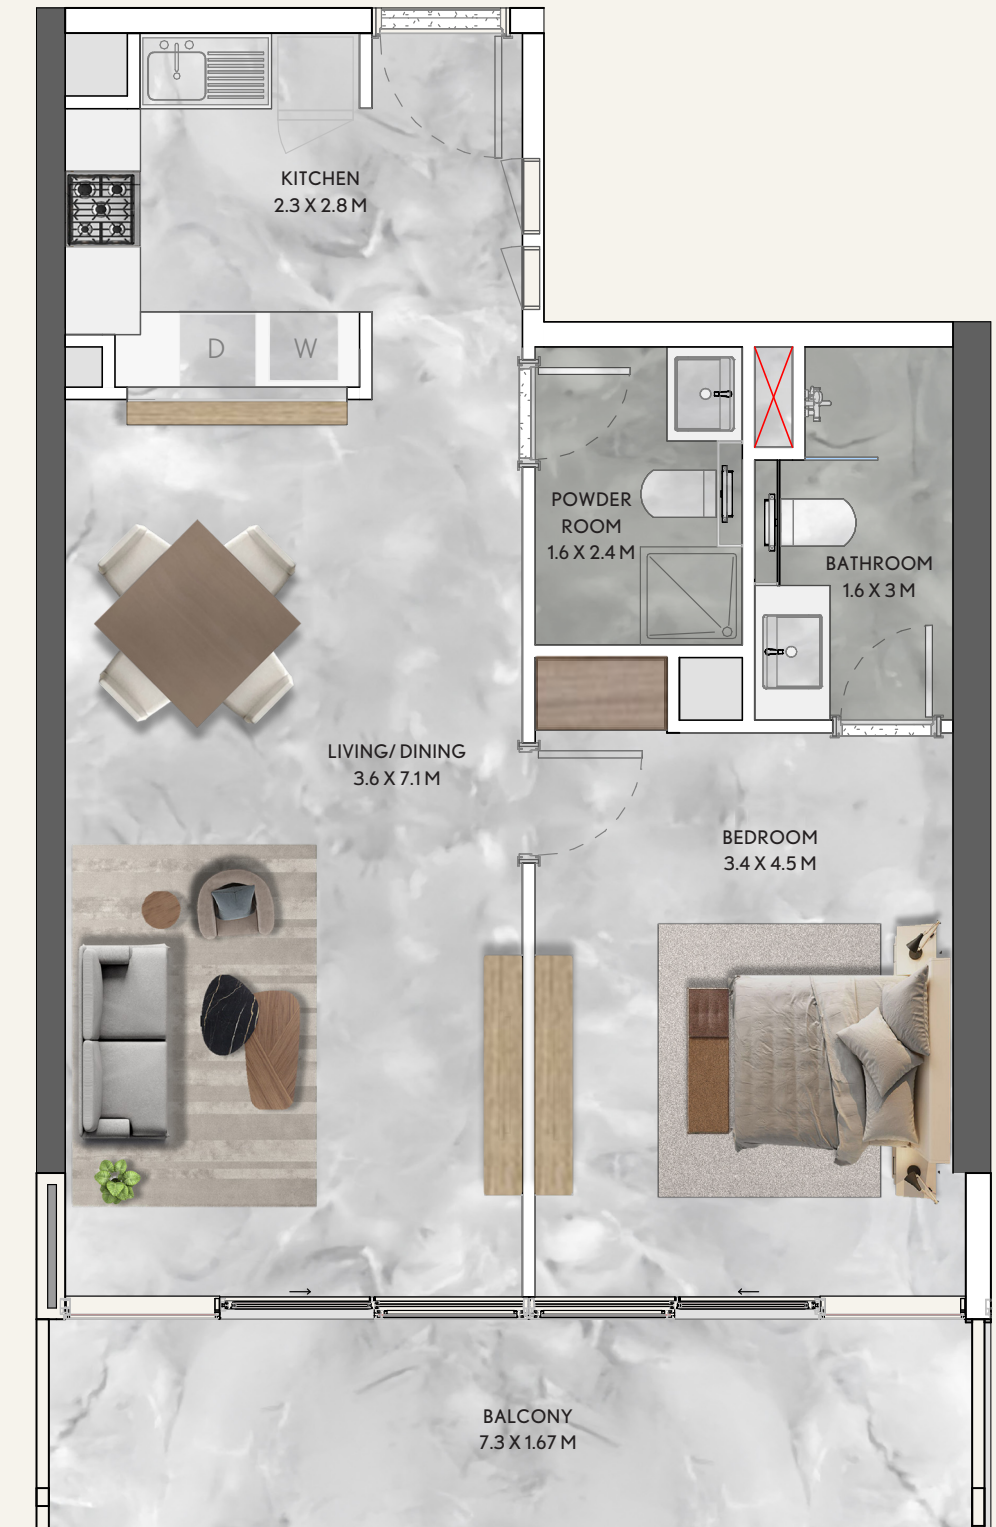 KITCHEN
2.3 X 2.8 M
D
W
POWDER
ROOM
1.6 X 2.4 M
BATHROOM
1.6 X 3 M
LIVING/ DINING
3.6 X 7.1 M
BEDROOM
3.4 X 4.5 M
BALCONY
7.3 X 1.67 M